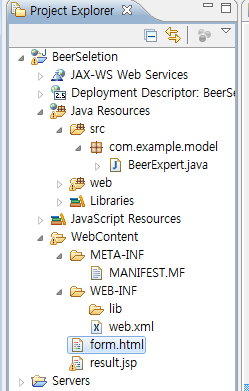 Project Explorer
BeerSeletion
JAX-WS Web Services
Deployment Descriptor: BeerSe
Java Resources
src
com.example.model
BeerExpert.java
web
Libraries
JavaScript Resources
WebContent
META-INF
MANIFEST.MF
WEB-INF
lib
web.xml
form.html
result.jsp
Servers